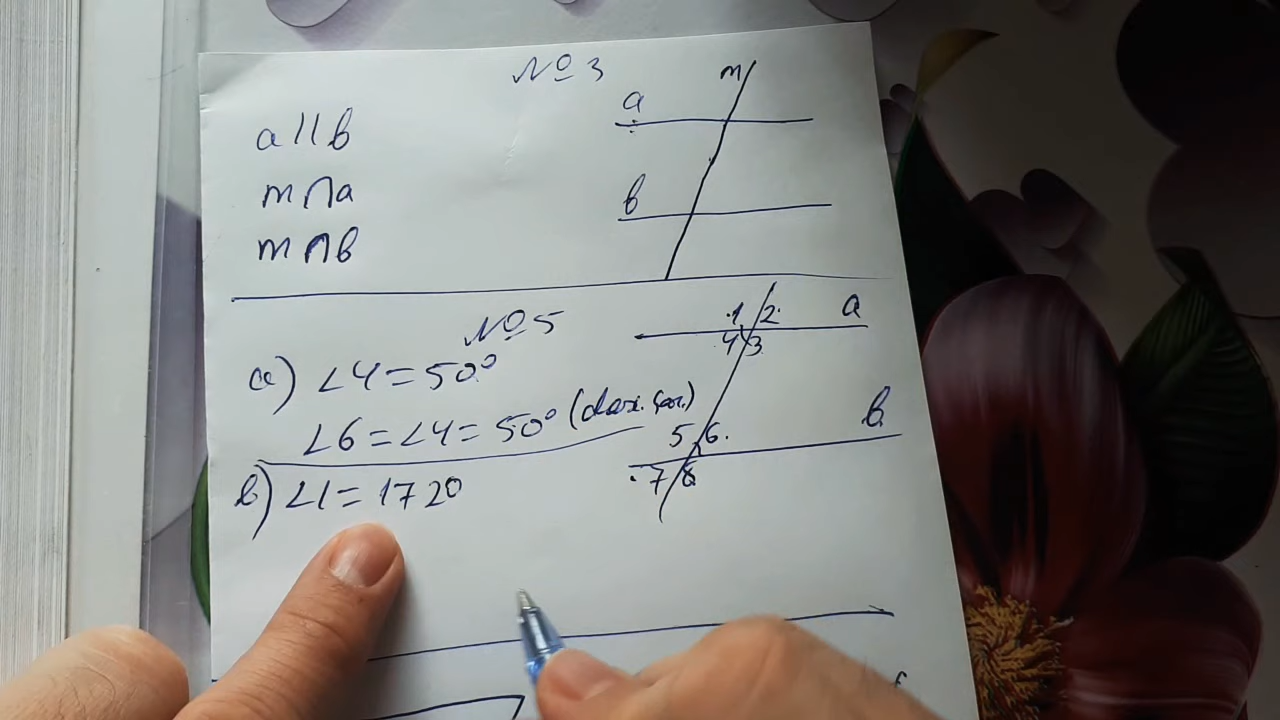 №3
a || b
m ∩ a
m ∩ b
m
a
b
№5
a) ∠4 = 50°
∠6 = ∠4 = 50°
b) ∠1 = 172°
1 2 a
4 3
5 6 b
7 8